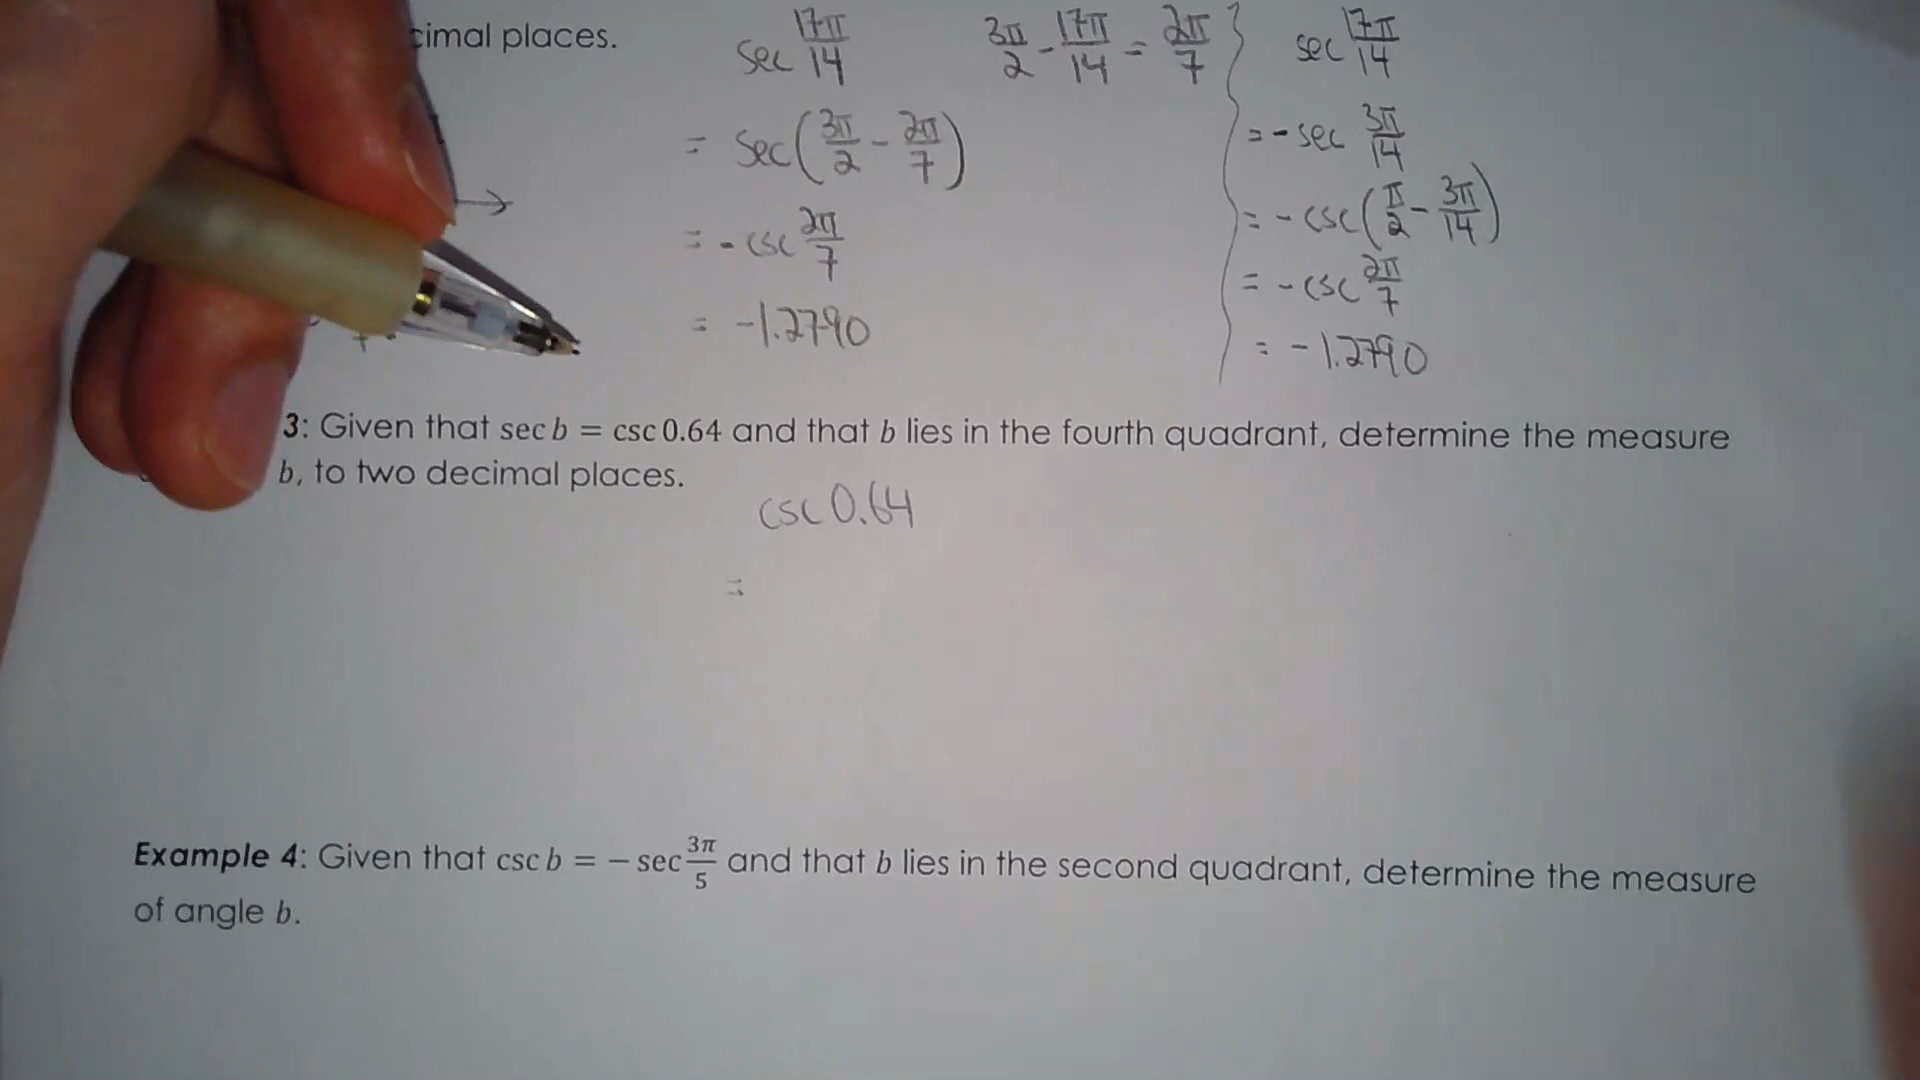 cimal places.
sec 17π/14
= sec(3π/2 - 2π/7)
= -csc 2π/7
= -1.2790
3π/2 - 17π/14 = 2π/7
sec 17π/14
= -sec 3π/14
= -csc(π/2 - 3π/14)
= -csc 2π/7
= -1.2790
3: Given that sec b = csc 0.64 and that b lies in the fourth quadrant, determine the measure
b, to two decimal places.
csc 0.64
=
Example 4: Given that csc b = − sec 3π/5 and that b lies in the second quadrant, determine the measure
of angle b.